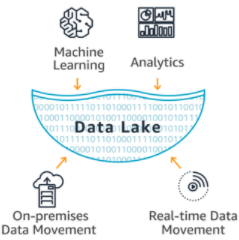 Machine
Learning
Analytics
Data Lake
On-premises
Data Movement
Real-time Data
Movement